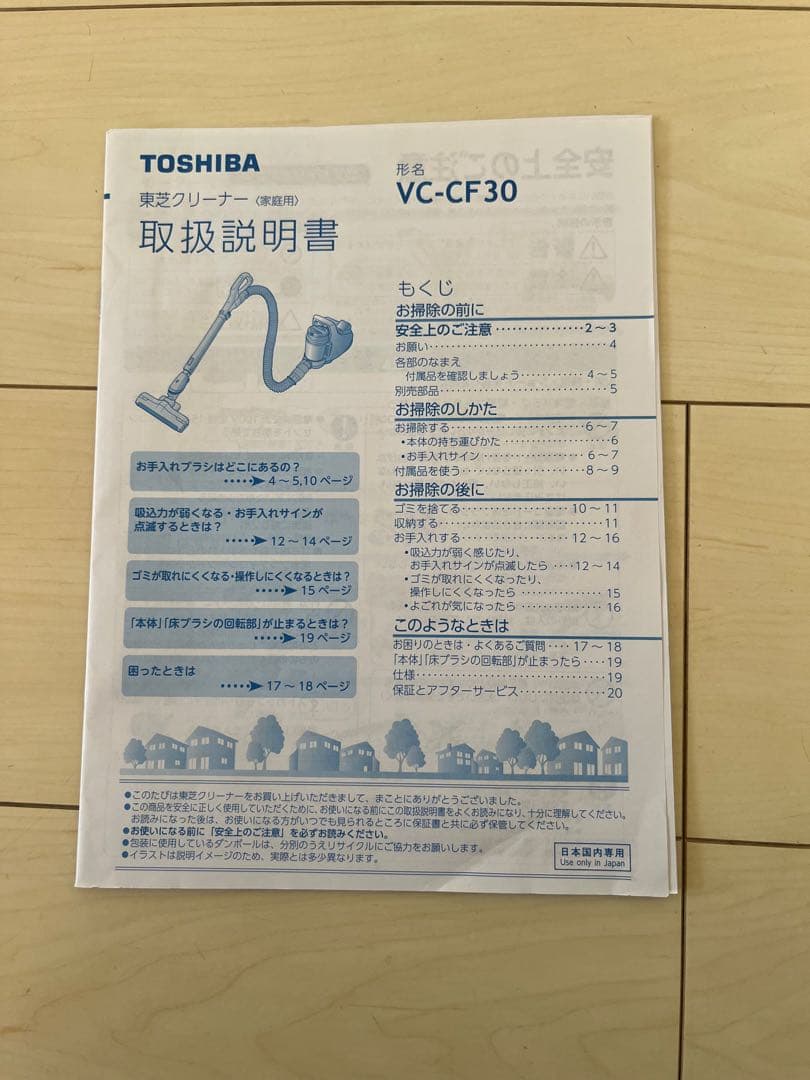 TOSHIBA
東芝クリーナー〈家庭用〉
取扱説明書
形名
VC-CF30
お手入れブラシはどこにあるの？
·····➤ 4～5,10 ページ
吸込力が弱くなる・お手入れサインが
点滅するときは？
·····➤ 12～14 ページ
ゴミが取れにくくなる・操作しにくくなるときは？
·····➤ 15 ページ
「本体」「床ブラシの回転部」が止まるときは？
·····➤ 19 ページ
困ったときは
·····➤ 17～18 ページ
もくじ
お掃除の前に
安全上のご注意 ················ 2～3
お願い ································ 4
各部のなまえ
付属品を確認しましょう ··········· 4～5
別売部品 ······························ 5
お掃除のしかた
お掃除する ························ 6～7
・本体の持ち運びかた ·················· 6
・お手入れサイン ··················· 6～7
付属品を使う ······················ 8～9
お掃除の後に
ゴミを捨てる ···················· 10～11
収納する ····························· 11
お手入れする ···················· 12～16
・吸込力が弱く感じたり、
お手入れサインが点滅したら ···· 12～14
・ゴミが取れにくくなったり、
操作しにくくなったら ··············· 15
・よごれが気になったら ··············· 16
このようなときは
お困りのときは・よくあるご質問 ···· 17～18
「本体」「床ブラシの回転部」が止まったら ···· 19
仕様 ································· 19
保証とアフターサービス ··············· 20
●このたびは東芝クリーナーをお買い上げいただきまして、まことにありがとうございました。
●この商品を安全に正しく使用していただくために、お使いになる前にこの取扱説明書をよくお読みになり、十分に理解してください。
お読みになった後は、お使いになる方がいつでも見られるところに保証書と共に必ず保管してください。
●お使いになる前に「安全上のご注意」を必ずお読みください。
●包装に使用しているダンボールは、分別のうえリサイクルにご協力をお願いします。
●イラストは説明イメージのため、実際とは多少異なります。
日本国内専用
Use only in Japan